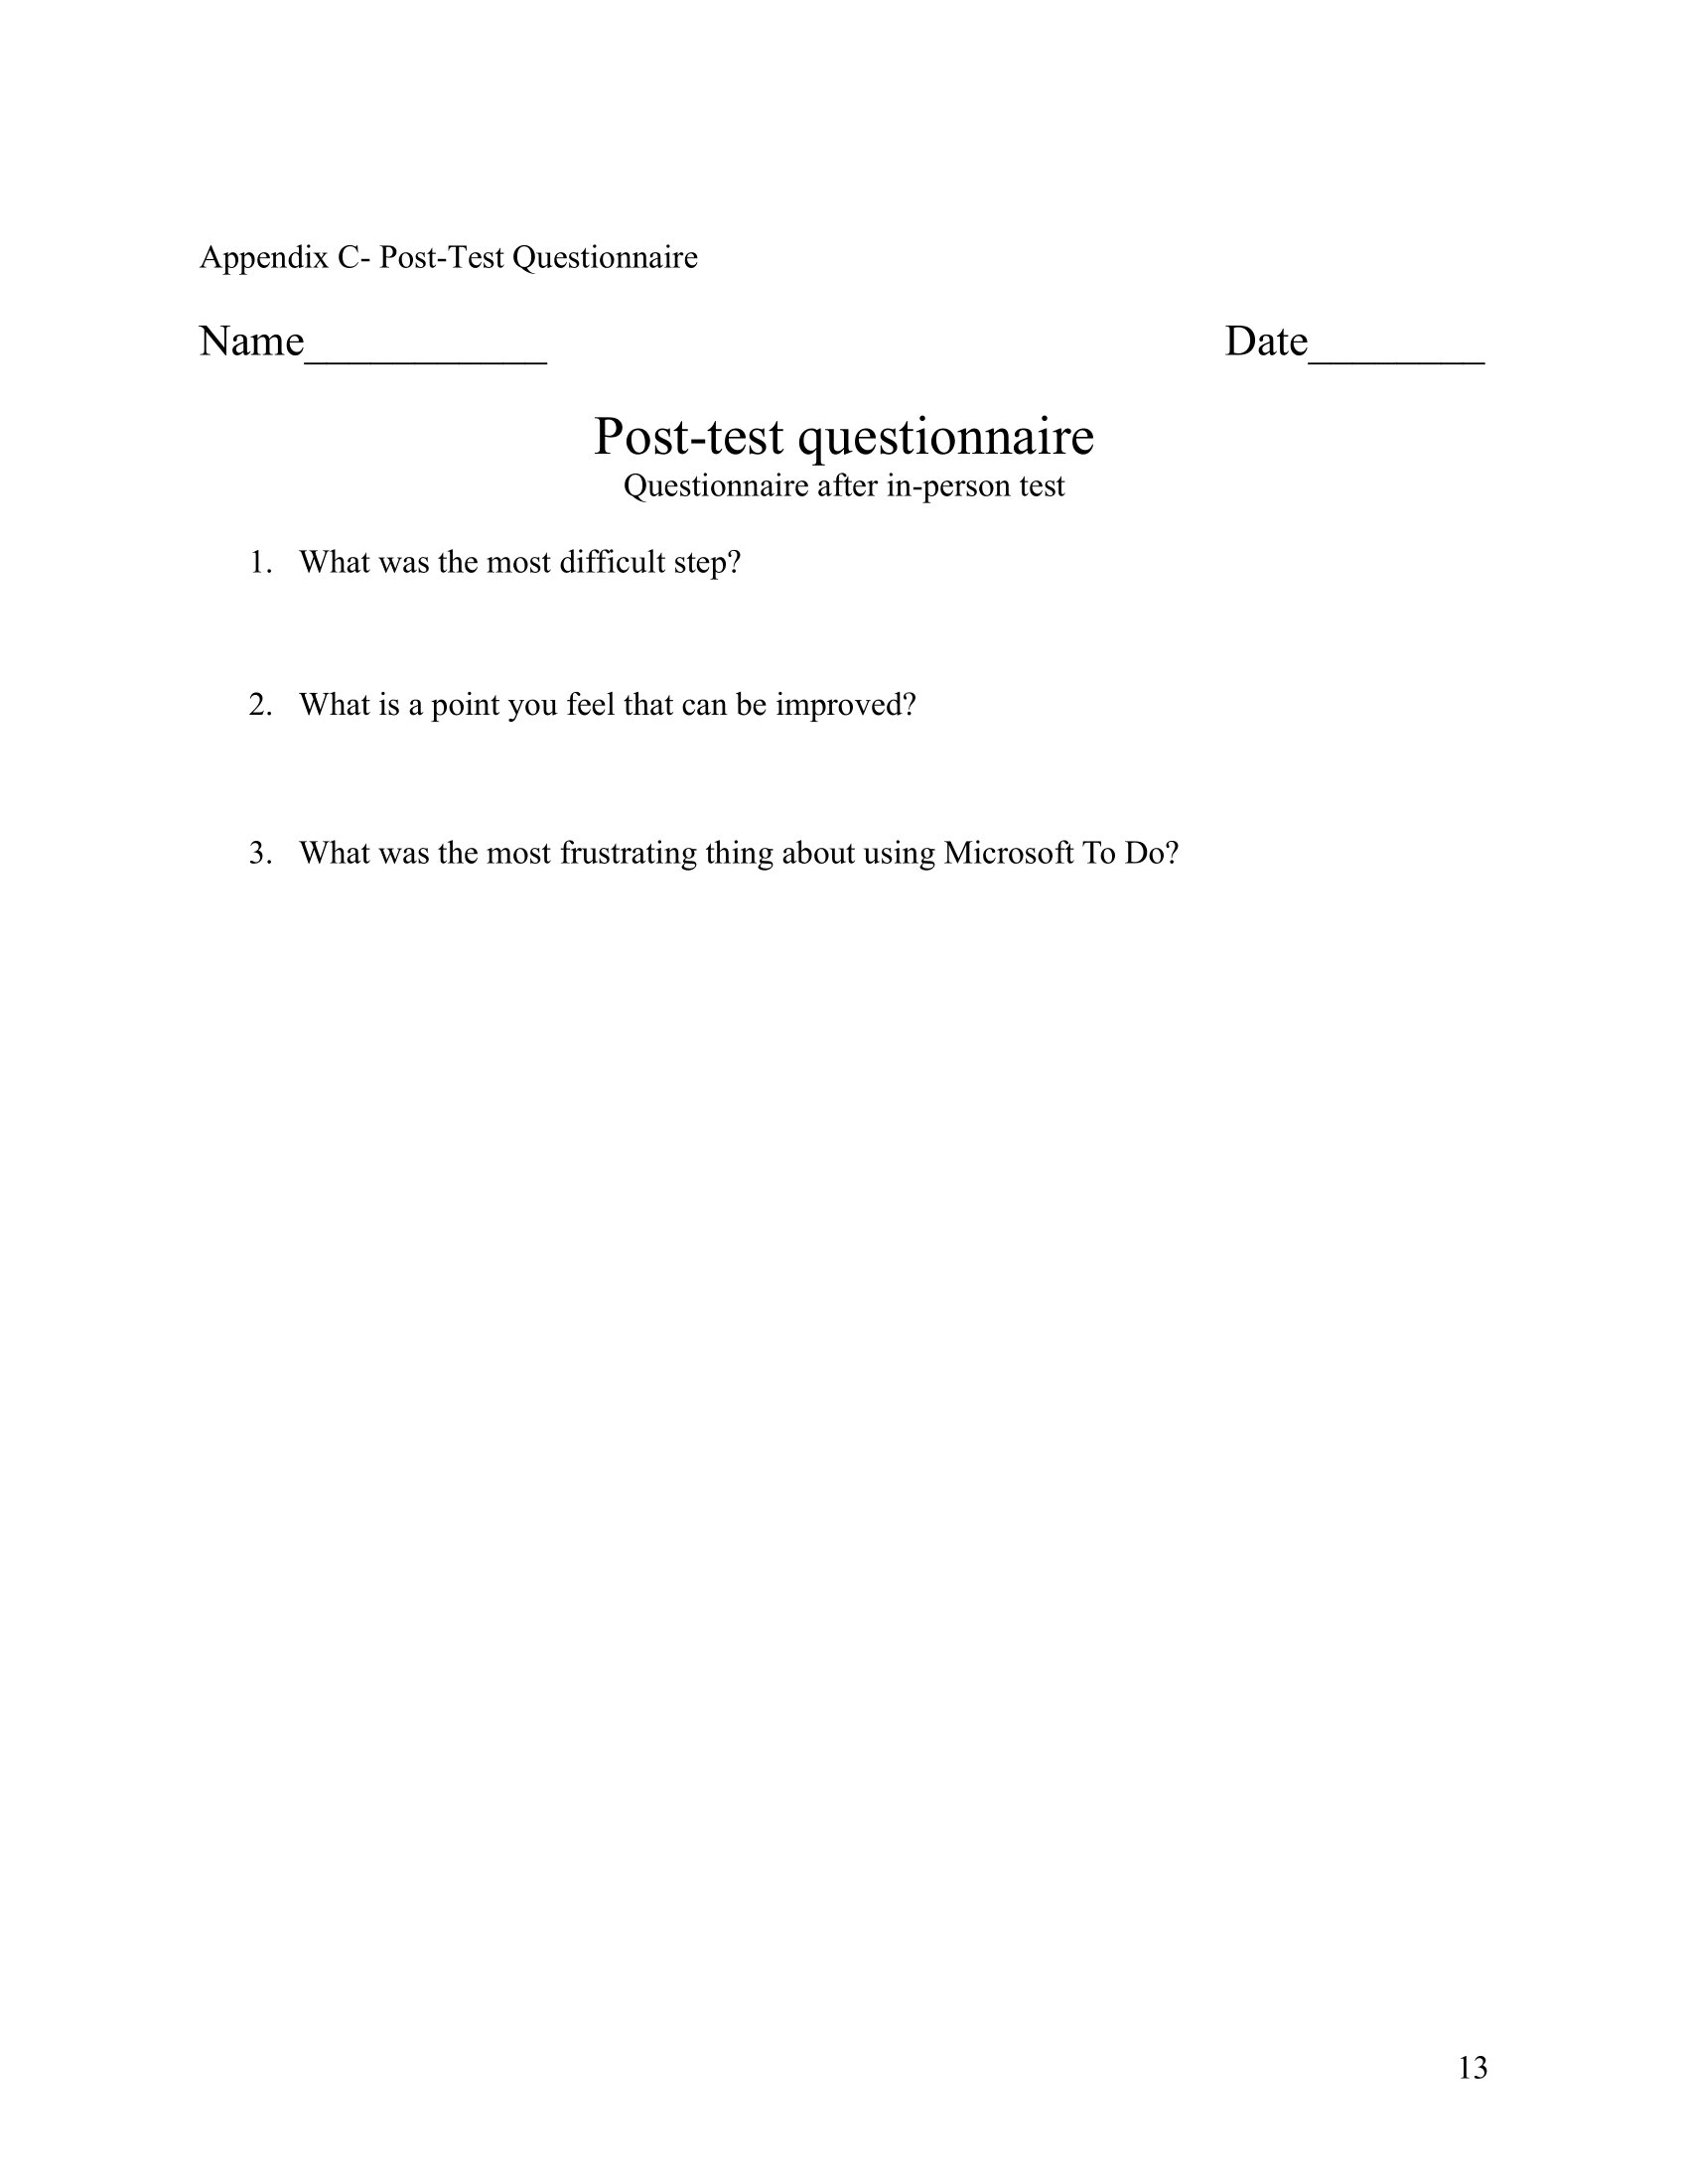 Appendix C- Post-Test Questionnaire
Name___________ Date________
Post-test questionnaire
Questionnaire after in-person test
1. What was the most difficult step?
2. What is a point you feel that can be improved?
3. What was the most frustrating thing about using Microsoft To Do?
13